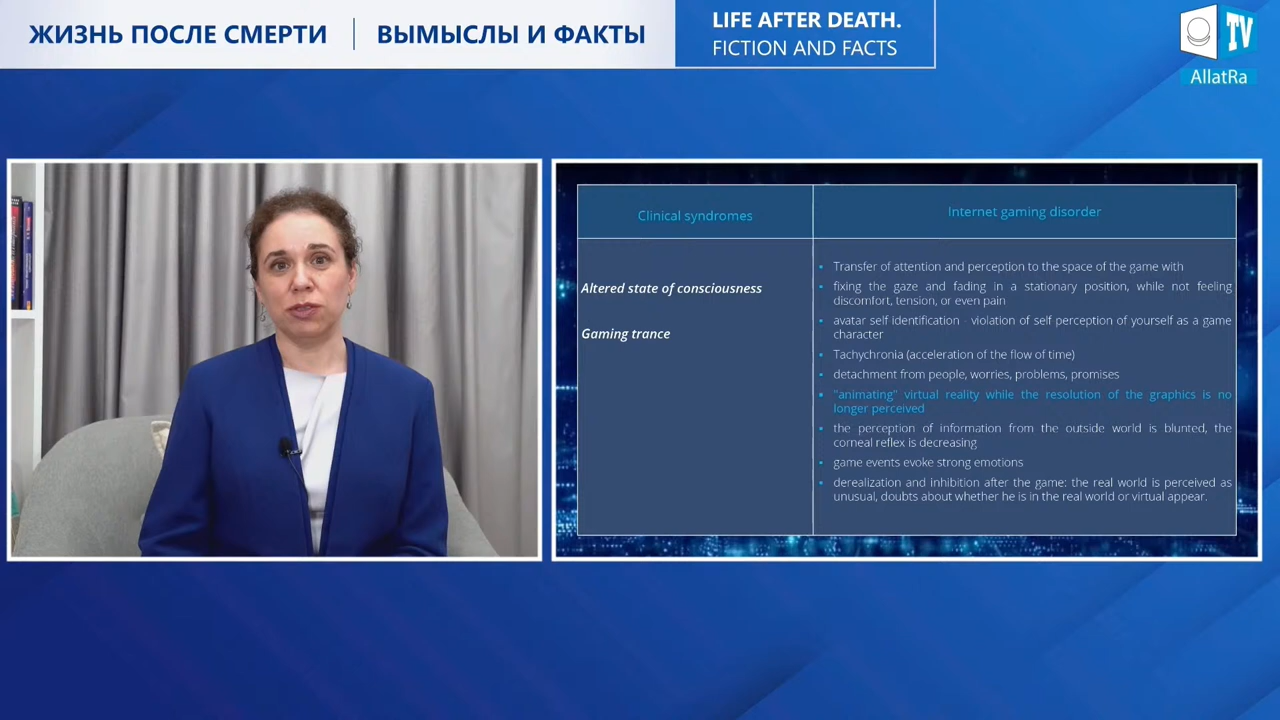 ЖИЗНЬ ПОСЛЕ СМЕРТИ
ВЫМЫСЛЫ И ФАКТЫ
LIFE AFTER DEATH.
FICTION AND FACTS
TV
AllatRa
Clinical syndromes
Internet gaming disorder
Altered state of consciousness
Gaming trance
Transfer of attention and perception to the space of the game with
fixing the gaze and fading in a stationary position, while not feeling
discomfort, tension, or even pain
avatar self identification - violation of self perception of yourself as a game
character
Tachychronia (acceleration of the flow of time)
detachment from people, worries, problems, promises
"animating" virtual reality while the resolution of the graphics is no
longer perceived
the perception of information from the outside world is blunted, the
corneal reflex is decreasing
game events evoke strong emotions
derealization and inhibition after the game: the real world is perceived as
unusual, doubts about whether he is in the real world or virtual appear.